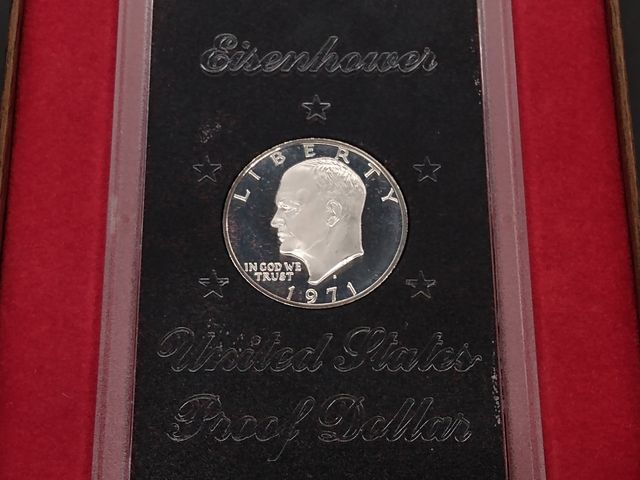 Eisenhower
LIBERTY
IN GOD WE
TRUST
1971
United States
Proof Dollar